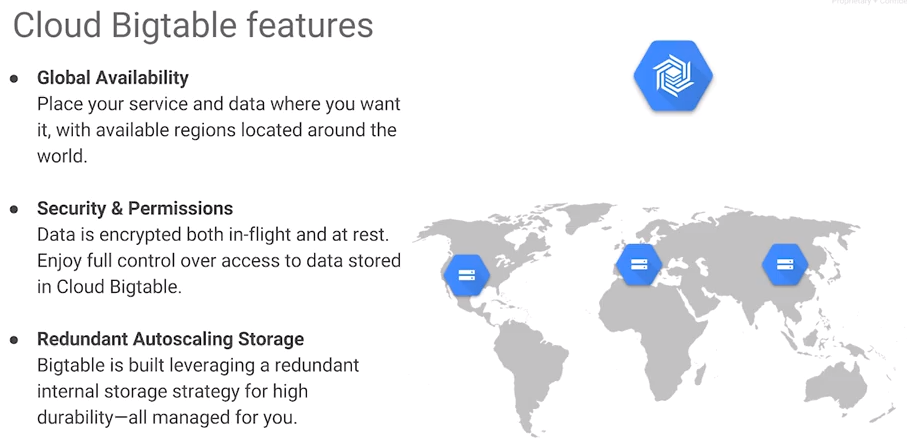 Cloud Bigtable features
● Global Availability
Place your service and data where you want
it, with available regions located around the
world.
● Security & Permissions
Data is encrypted both in-flight and at rest.
Enjoy full control over access to data stored
in Cloud Bigtable.
● Redundant Autoscaling Storage
Bigtable is built leveraging a redundant
internal storage strategy for high
durability—all managed for you.